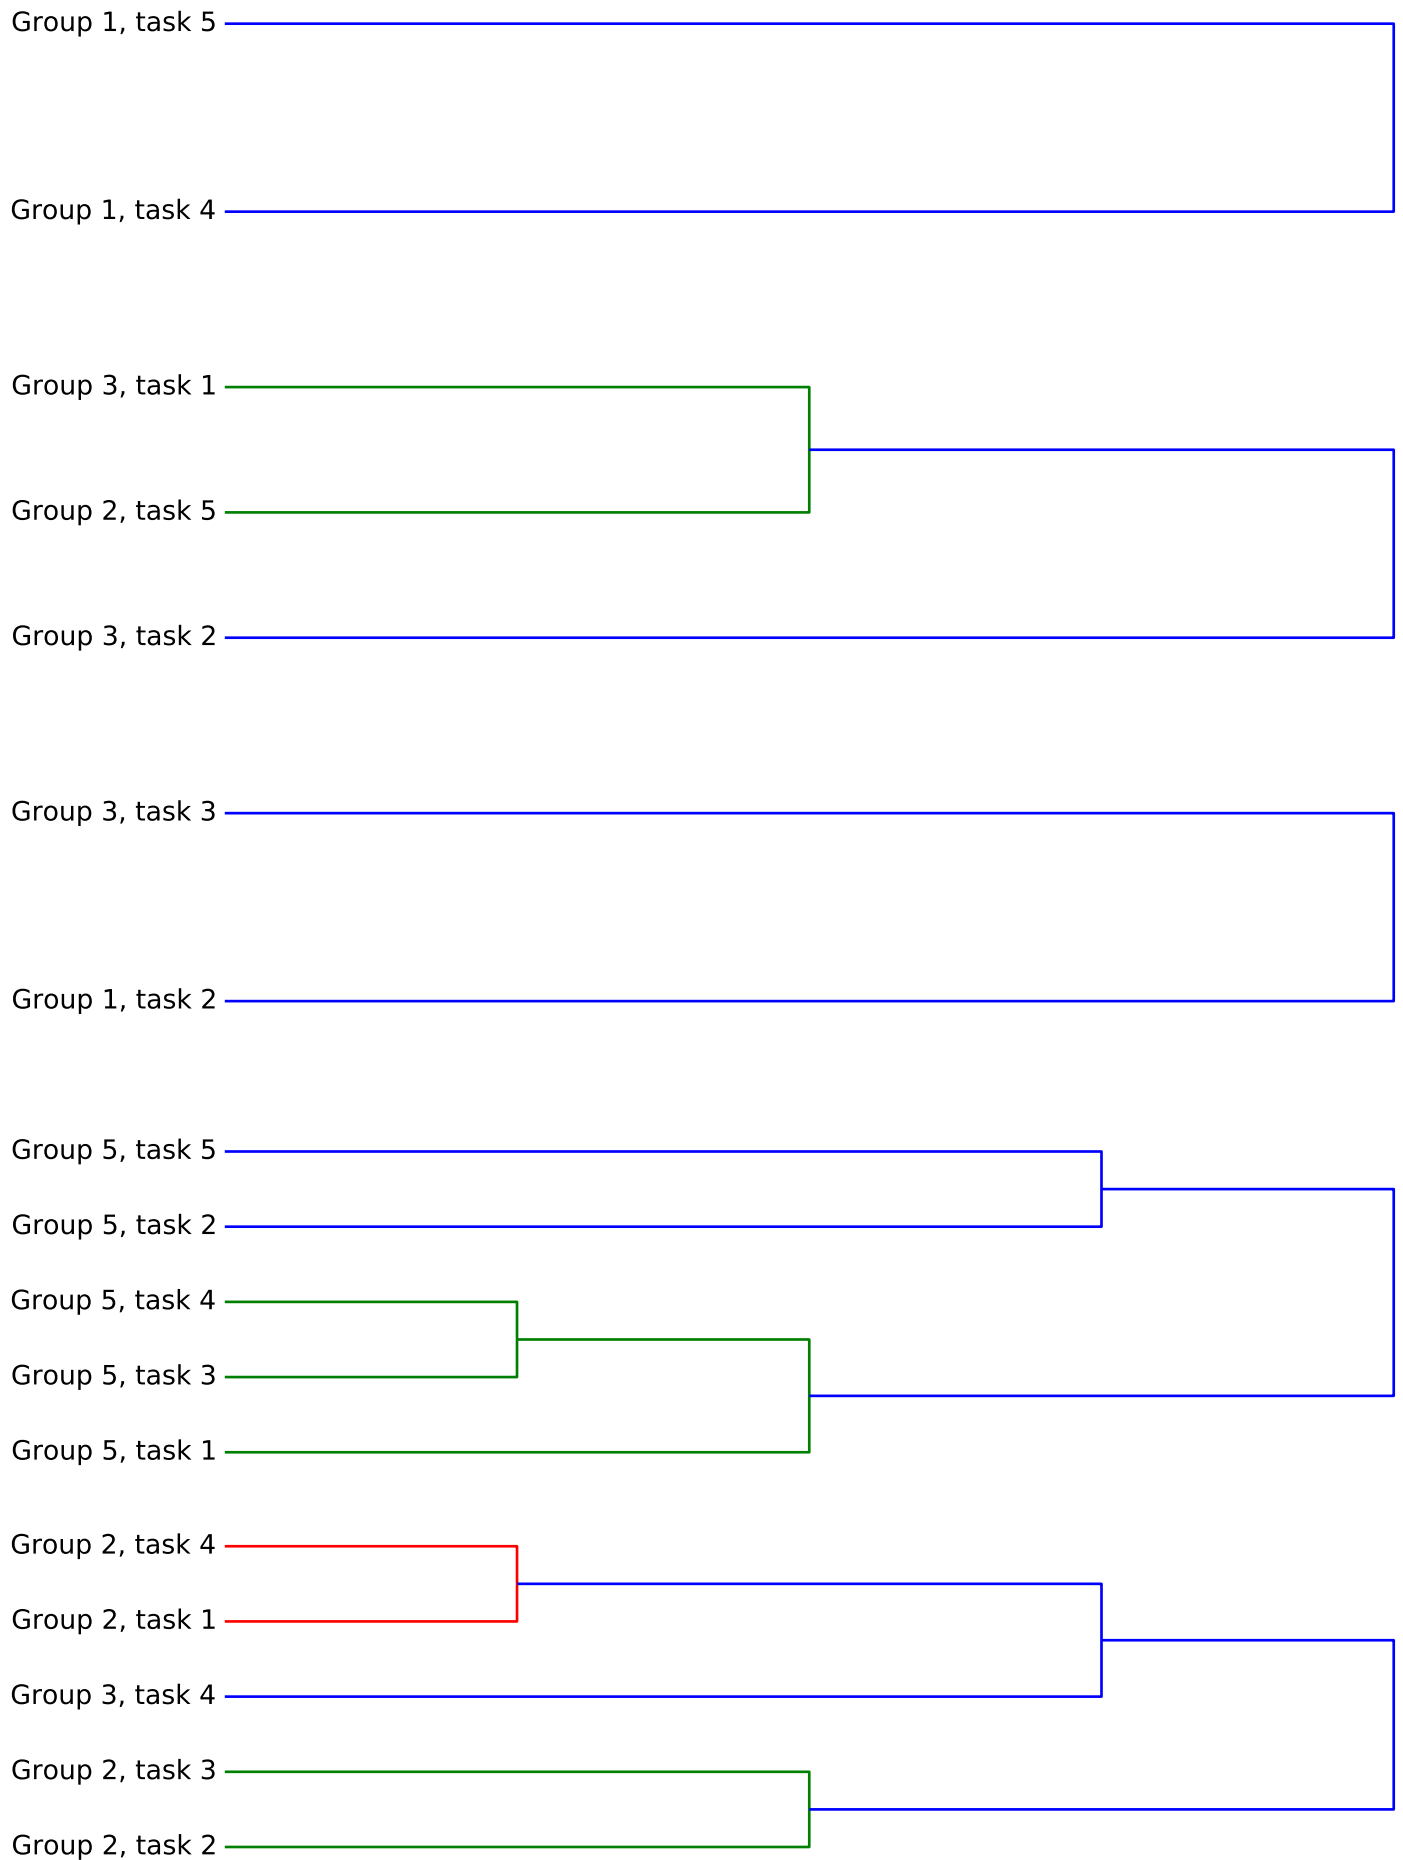 Group 1, task 5
Group 1, task 4
Group 3, task 1
Group 2, task 5
Group 3, task 2
Group 3, task 3
Group 1, task 2
Group 5, task 5
Group 5, task 2
Group 5, task 4
Group 5, task 3
Group 5, task 1
Group 2, task 4
Group 2, task 1
Group 3, task 4
Group 2, task 3
Group 2, task 2